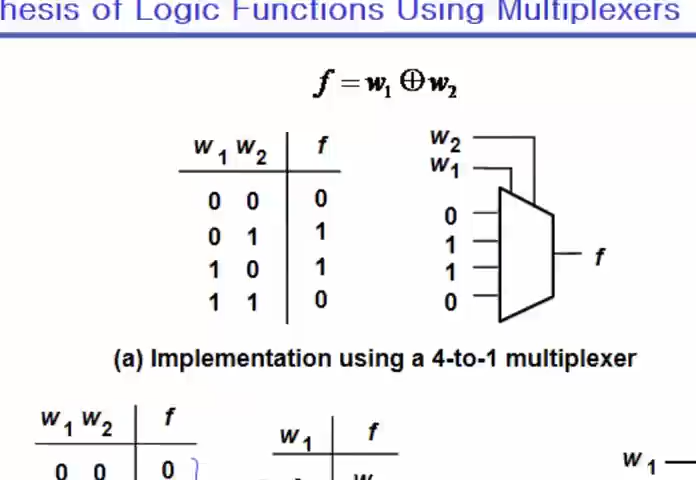 hesis of Logic Functions Using Multiplexers
f = w1 ⊕ w2
w1 w2 f
0 0 0
0 1 1
1 0 1
1 1 0
w2
w1
0
1
1
0
f
(a) Implementation using a 4-to-1 multiplexer
w1 w2 f
0 0 0
w1 f
w1